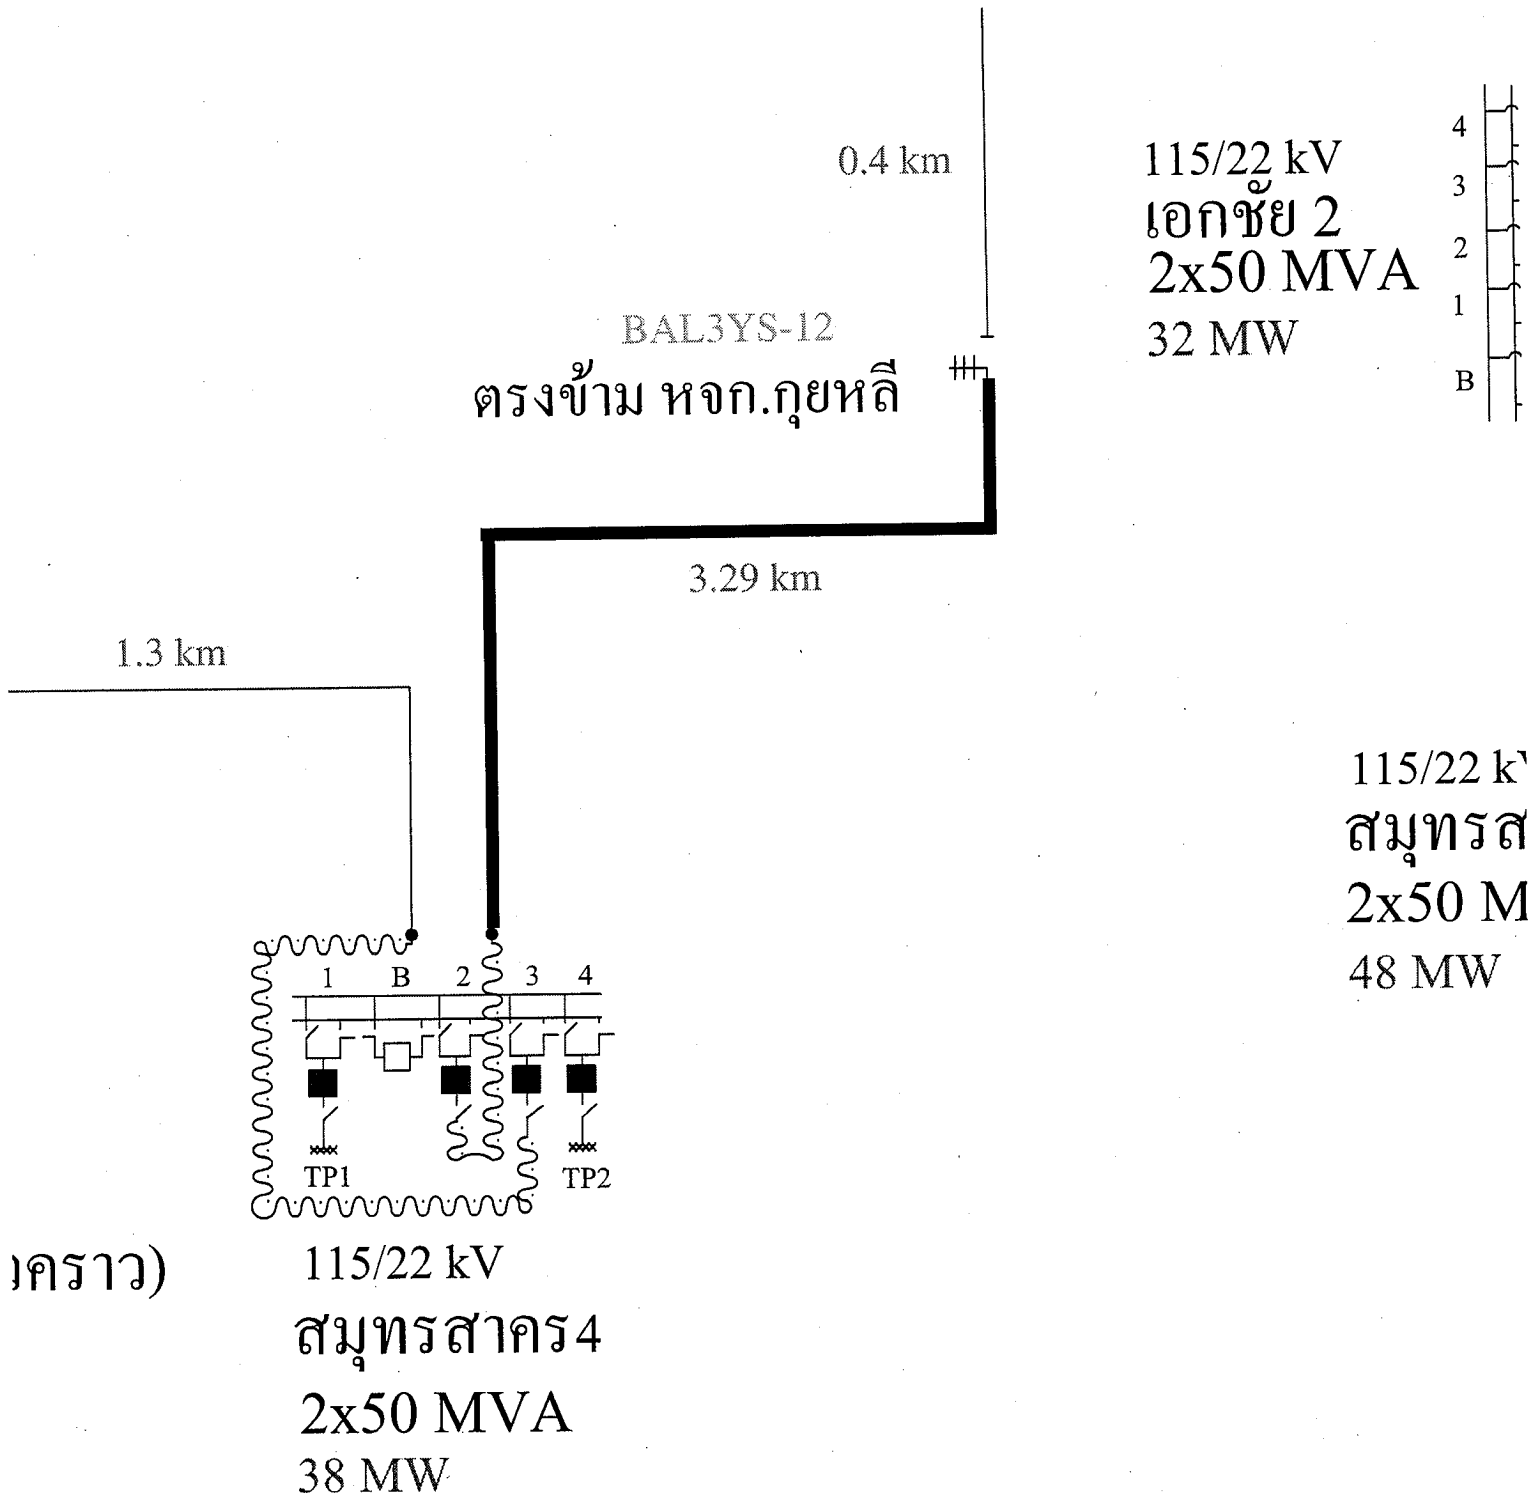 0.4 km
115/22 kV
เอกชัย 2
2x50 MVA
32 MW
4
3
2
1
B
BAL3YS-12
ตรงข้าม หจก.กุยหลี
3.29 km
1.3 km
115/22 kV
สมุทรส
2x50 M
48 MW
1 B 2 3 4
TP1 TP2
คราว)
115/22 kV
สมุทรสาคร4
2x50 MVA
38 MW